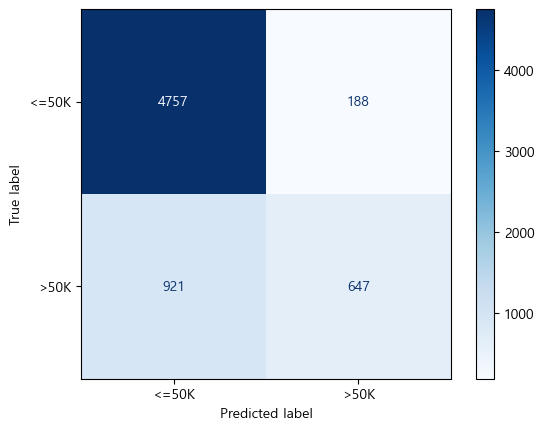 <=50K
4757
188
>50K
921
647
<=50K
>50K
Predicted label
True label
4000
3000
2000
1000